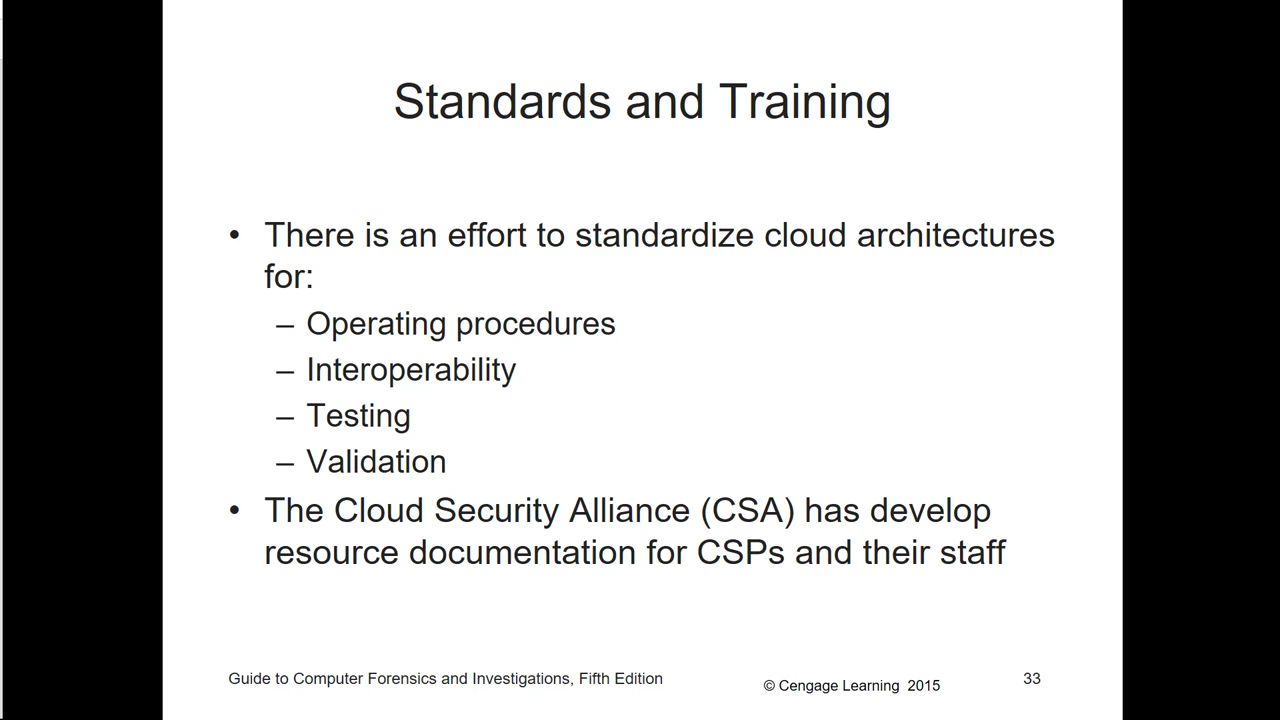 Standards and Training
• There is an effort to standardize cloud architectures
for:
– Operating procedures
– Interoperability
– Testing
– Validation
• The Cloud Security Alliance (CSA) has develop
resource documentation for CSPs and their staff
Guide to Computer Forensics and Investigations, Fifth Edition
© Cengage Learning 2015
33